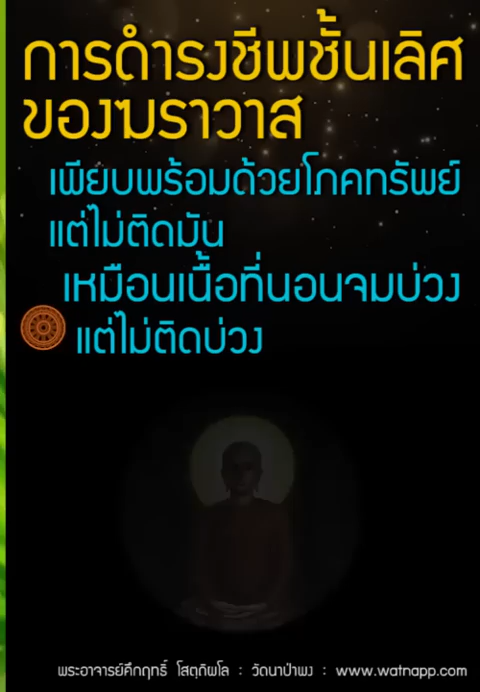 การดำรงชีพชั้นเลิศ
ของฆราวาส
เพียบพร้อมด้วยโภคทรัพย์
แต่ไม่ติดมัน
เหมือนเนื้อที่นอนจมบ่วง
แต่ไม่ติดบ่วง
พระอาจารย์คึกฤทธิ์ โสตฺถิผโล : วัดนาป่าพง : www.watnapp.com